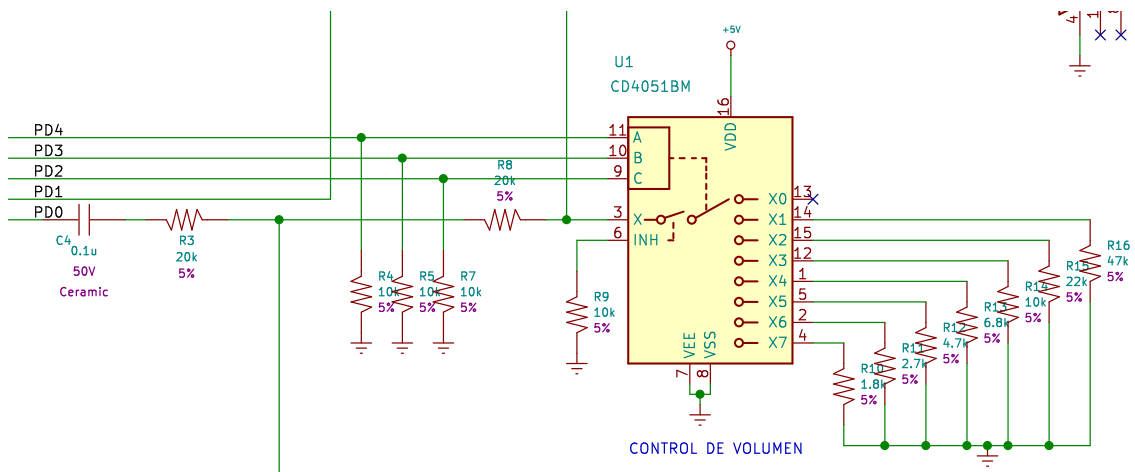 4
1
+5V
U1
CD4051BM
16
VDD
PD4
11
A
PD3
10
B
PD2
9
C
PD1
PD0
R8
20k
5%
3
X
6
INH
C4
0.1u
50V
Ceramic
R3
20k
5%
R4
10k
5%
R5
10k
5%
R7
10k
5%
R9
10k
5%
X0
13
X1
14
X2
15
X3
12
X4
1
X5
5
X6
2
X7
4
VEE
VSS
7
8
R16
47k
5%
R15
22k
5%
R14
10k
5%
R13
6.8k
5%
R12
4.7k
5%
R11
2.7k
5%
R10
1.8k
5%
CONTROL DE VOLUMEN